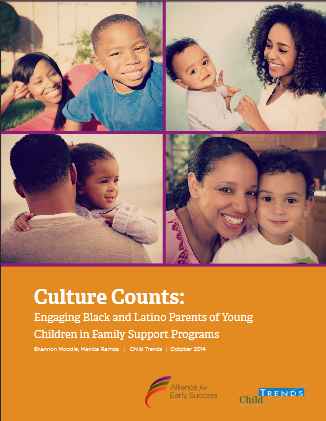 Culture Counts:
Engaging Black and Latino Parents of Young
Children in Family Support Programs
Shannon Moodie, Manica Ramos | Child Trends | October 2014
Alliance for
Early Success
Child TRENDS